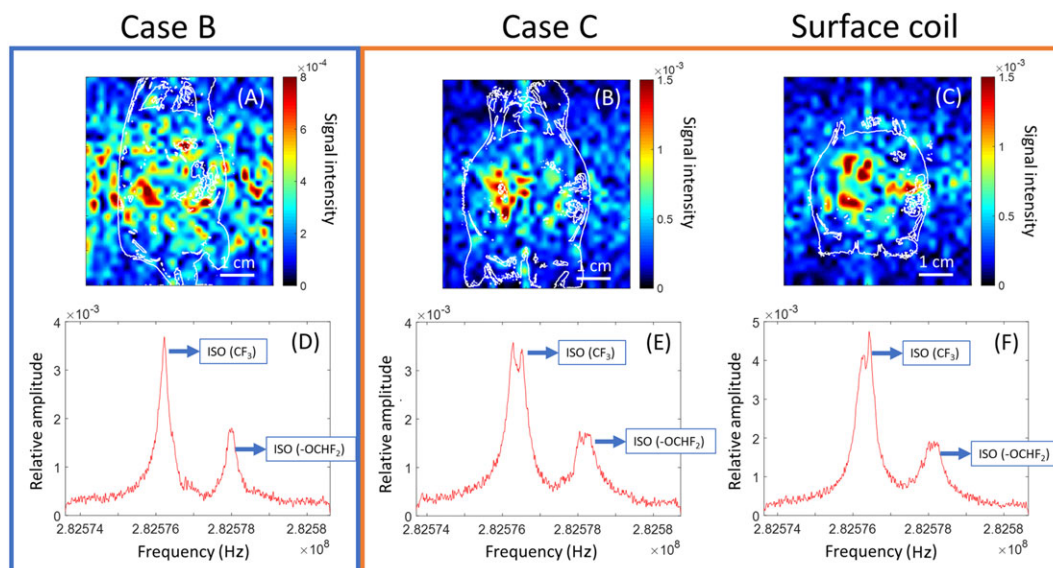 Case B
Case C
Surface coil
×10⁻⁴
(A)
8
6
4
2
0
Signal intensity
1 cm
×10⁻³
(B)
1.5
1
0.5
0
Signal intensity
1 cm
×10⁻³
(C)
1.5
1
0.5
0
Signal intensity
1 cm
4 ×10⁻³
3
2
1
0
Relative amplitude
(D)
ISO (CF₃)
ISO (-OCHF₂)
2.82574 2.82576 2.82578 2.8258
Frequency (Hz)
×10⁸
4 ×10⁻³
3
2
1
0
Relative amplitude
(E)
ISO (CF₃)
ISO (-OCHF₂)
2.82574 2.82576 2.82578 2.8258
Frequency (Hz)
×10⁸
5 ×10⁻³
4
3
2
1
0
Relative amplitude
(F)
ISO (CF₃)
ISO (-OCHF₂)
2.82574 2.82576 2.82578 2.8258
Frequency (Hz)
×10⁸